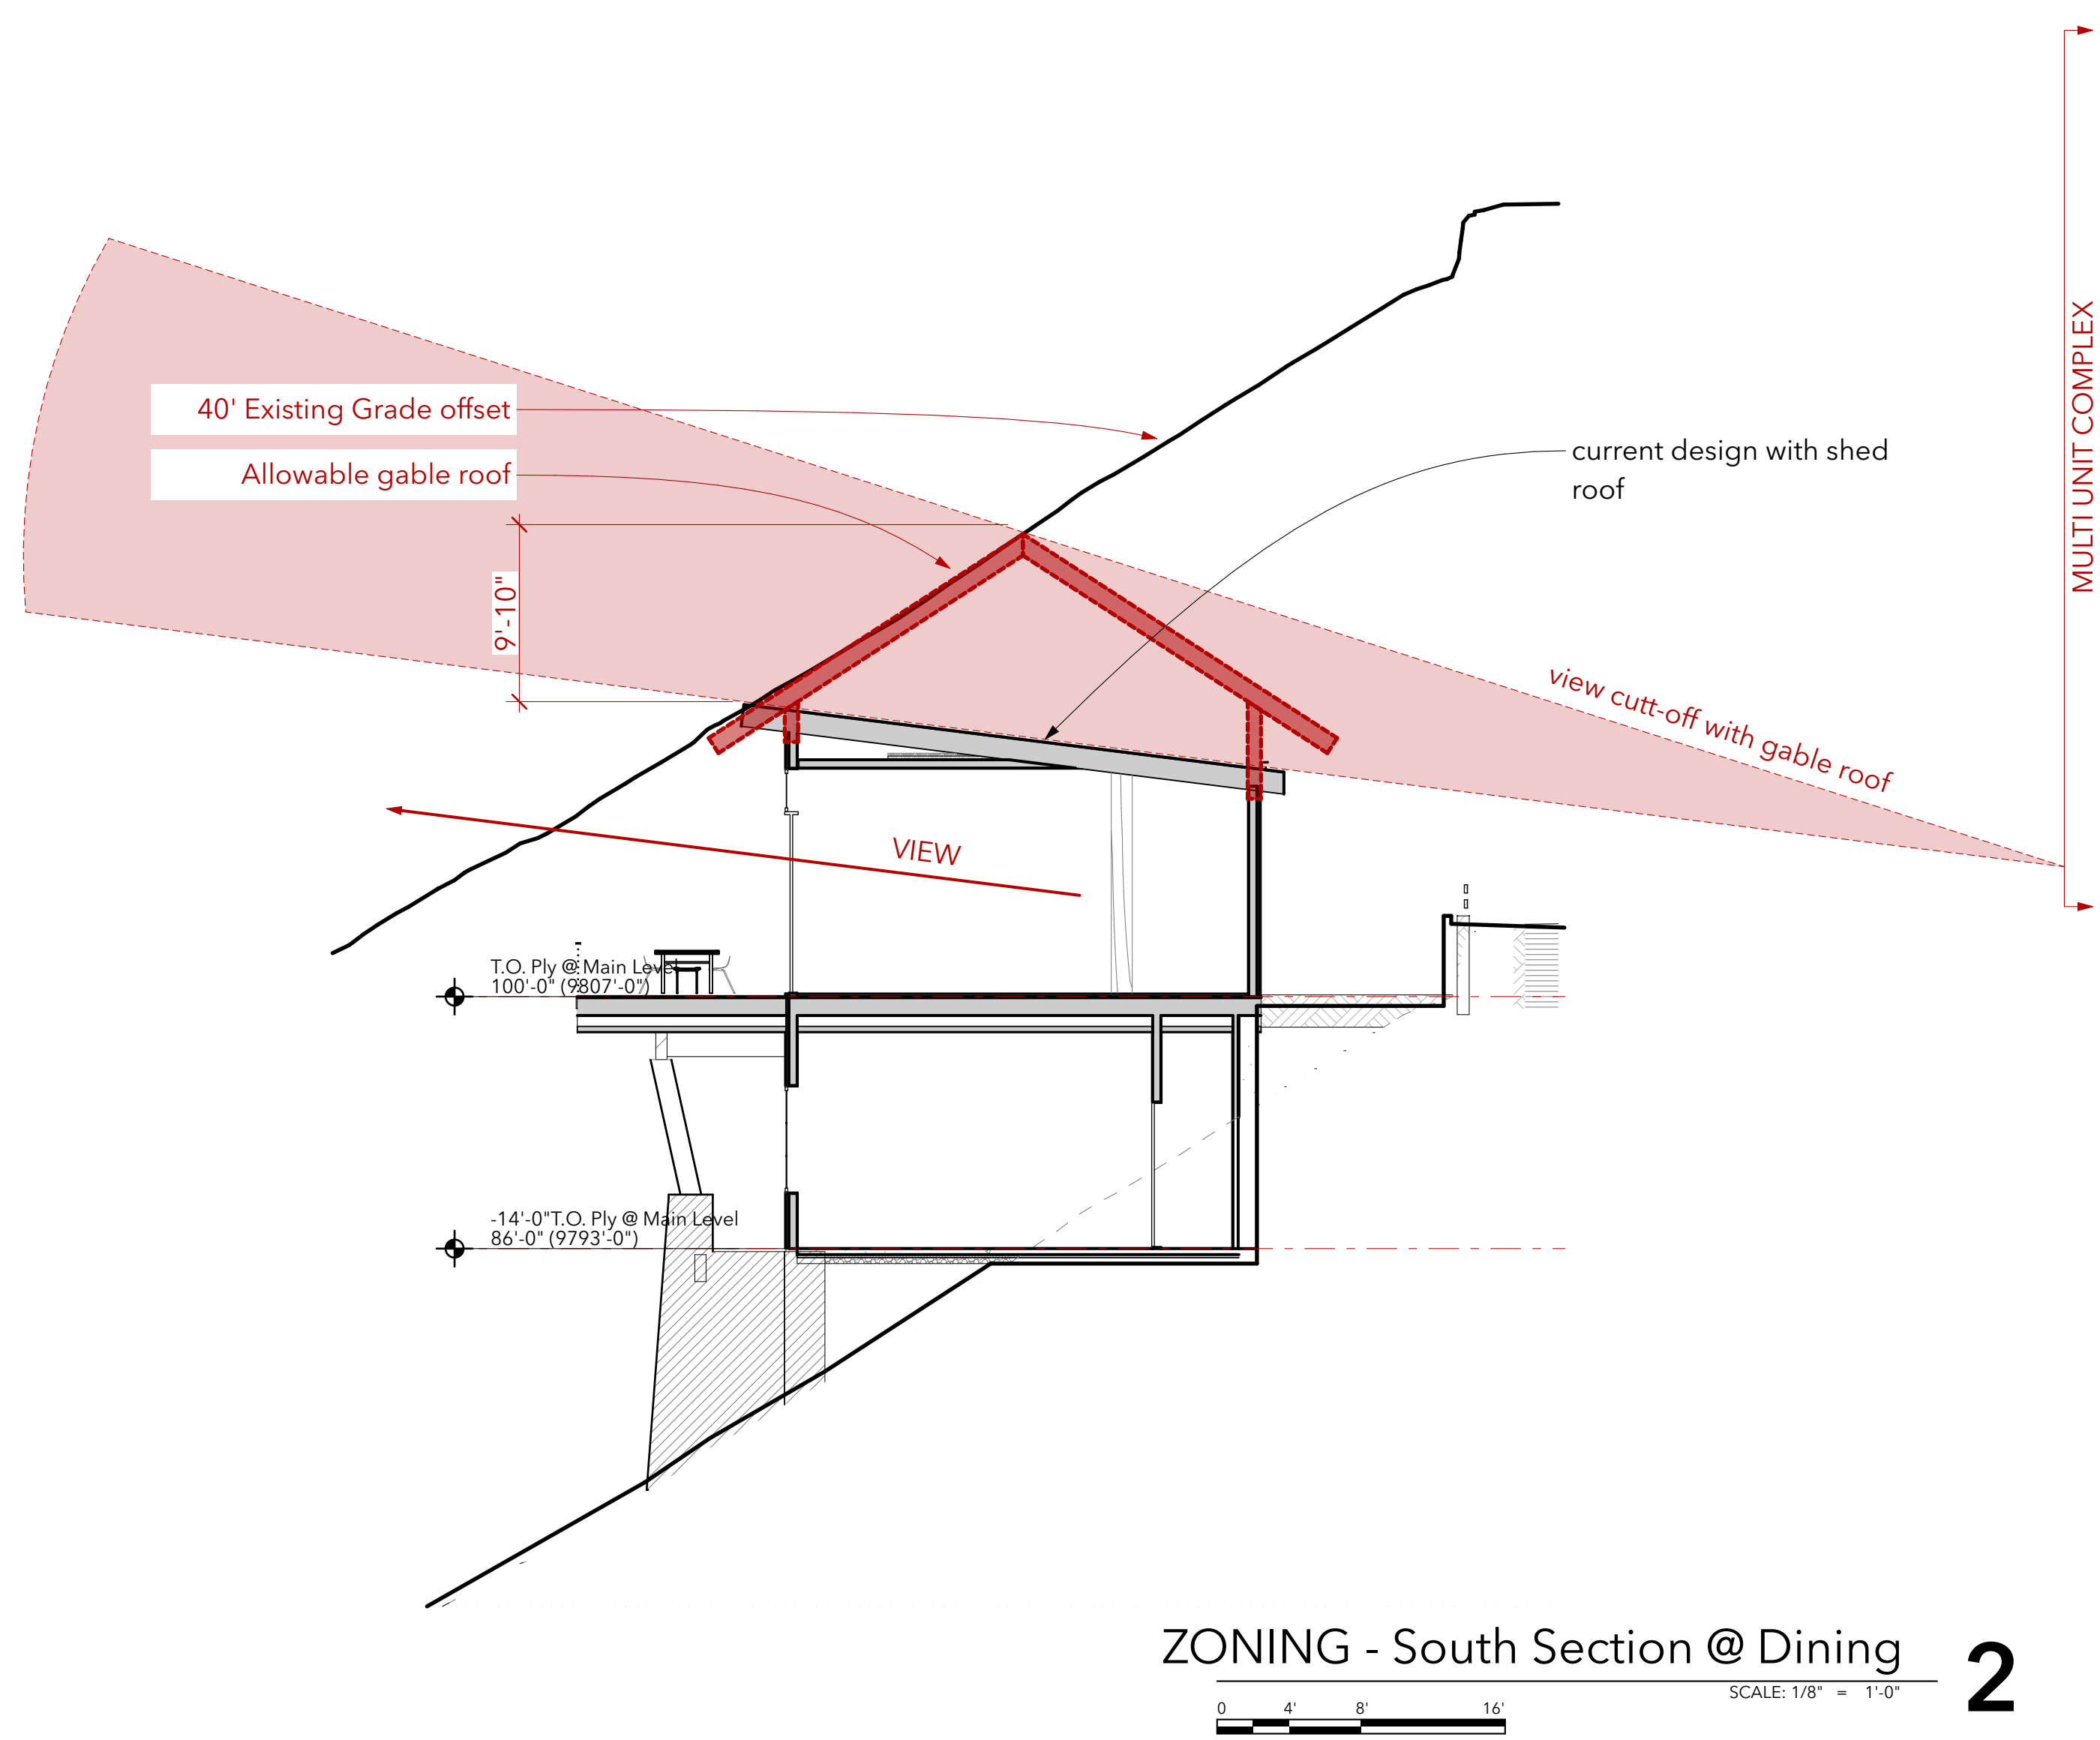 40' Existing Grade offset
Allowable gable roof
current design with shed
roof
9'-10"
MULTI UNIT COMPLEX
view cutt-off with gable roof
VIEW
T.O. Ply @ Main Level
100'-0" (9807'-0")
-14'-0"T.O. Ply @ Main Level
86'-0" (9793'-0")
ZONING - South Section @ Dining
2
SCALE: 1/8" = 1'-0"
0 4' 8' 16'